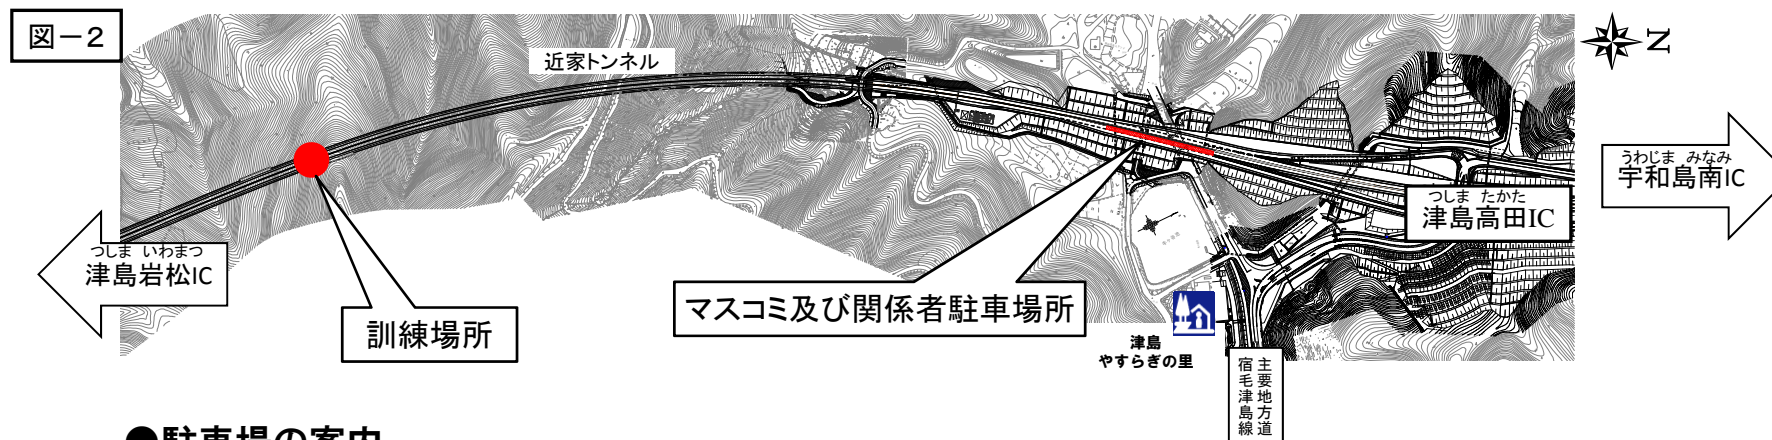 図－2
近家トンネル
N
うわじま みなみ
宇和島南IC
つしま たかた
津島高田IC
つしま いわまつ
津島岩松IC
訓練場所
マスコミ及び関係者駐車場所
津島
やすらぎの里
主要地方道
宿毛津島線
●駐車場の案内